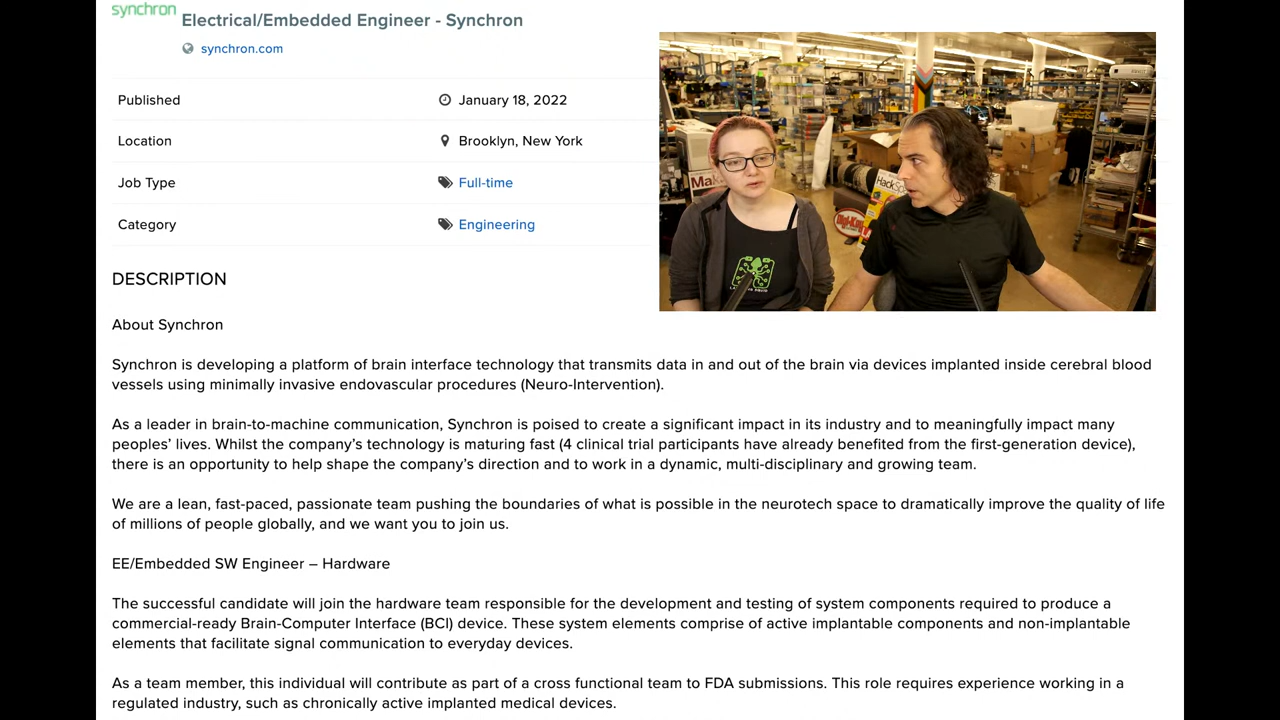 synchron
Electrical/Embedded Engineer - Synchron
synchron.com
Published
January 18, 2022
Location
Brooklyn, New York
Job Type
Full-time
Category
Engineering
Mak
HackSp
Digi-Key
DESCRIPTION
About Synchron
Synchron is developing a platform of brain interface technology that transmits data in and out of the brain via devices implanted inside cerebral blood
vessels using minimally invasive endovascular procedures (Neuro-Intervention).
As a leader in brain-to-machine communication, Synchron is poised to create a significant impact in its industry and to meaningfully impact many
peoples’ lives. Whilst the company’s technology is maturing fast (4 clinical trial participants have already benefited from the first-generation device),
there is an opportunity to help shape the company’s direction and to work in a dynamic, multi-disciplinary and growing team.
We are a lean, fast-paced, passionate team pushing the boundaries of what is possible in the neurotech space to dramatically improve the quality of life
of millions of people globally, and we want you to join us.
EE/Embedded SW Engineer – Hardware
The successful candidate will join the hardware team responsible for the development and testing of system components required to produce a
commercial-ready Brain-Computer Interface (BCI) device. These system elements comprise of active implantable components and non-implantable
elements that facilitate signal communication to everyday devices.
As a team member, this individual will contribute as part of a cross functional team to FDA submissions. This role requires experience working in a
regulated industry, such as chronically active implanted medical devices.